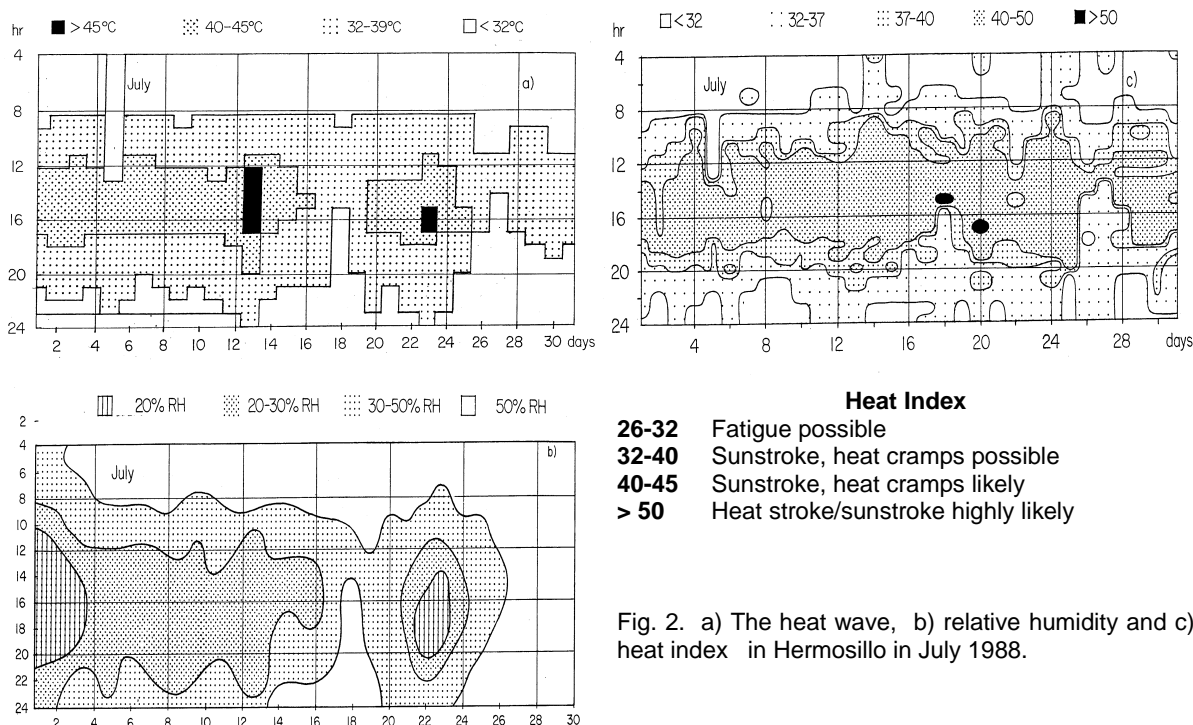 hr
> 45°C 40-45°C 32-39°C < 32°C
4
8
12
16
20
24
July
a)
2 4 6 8 10 12 14 16 18 20 22 24 26 28 30 days
hr
< 32 32-37 37-40 40-50 > 50
4
8
12
16
20
24
July
c)
4 8 12 16 20 24 28 days
20% RH 20-30% RH 30-50% RH 50% RH
2
4
8
10
12
14
16
18
20
22
24
July
b)
2 4 6 8 10 12 14 16 18 20 22 24 26 28 30
Heat Index
26-32 Fatigue possible
32-40 Sunstroke, heat cramps possible
40-45 Sunstroke, heat cramps likely
> 50 Heat stroke/sunstroke highly likely
Fig. 2. a) The heat wave, b) relative humidity and c)
heat index in Hermosillo in July 1988.